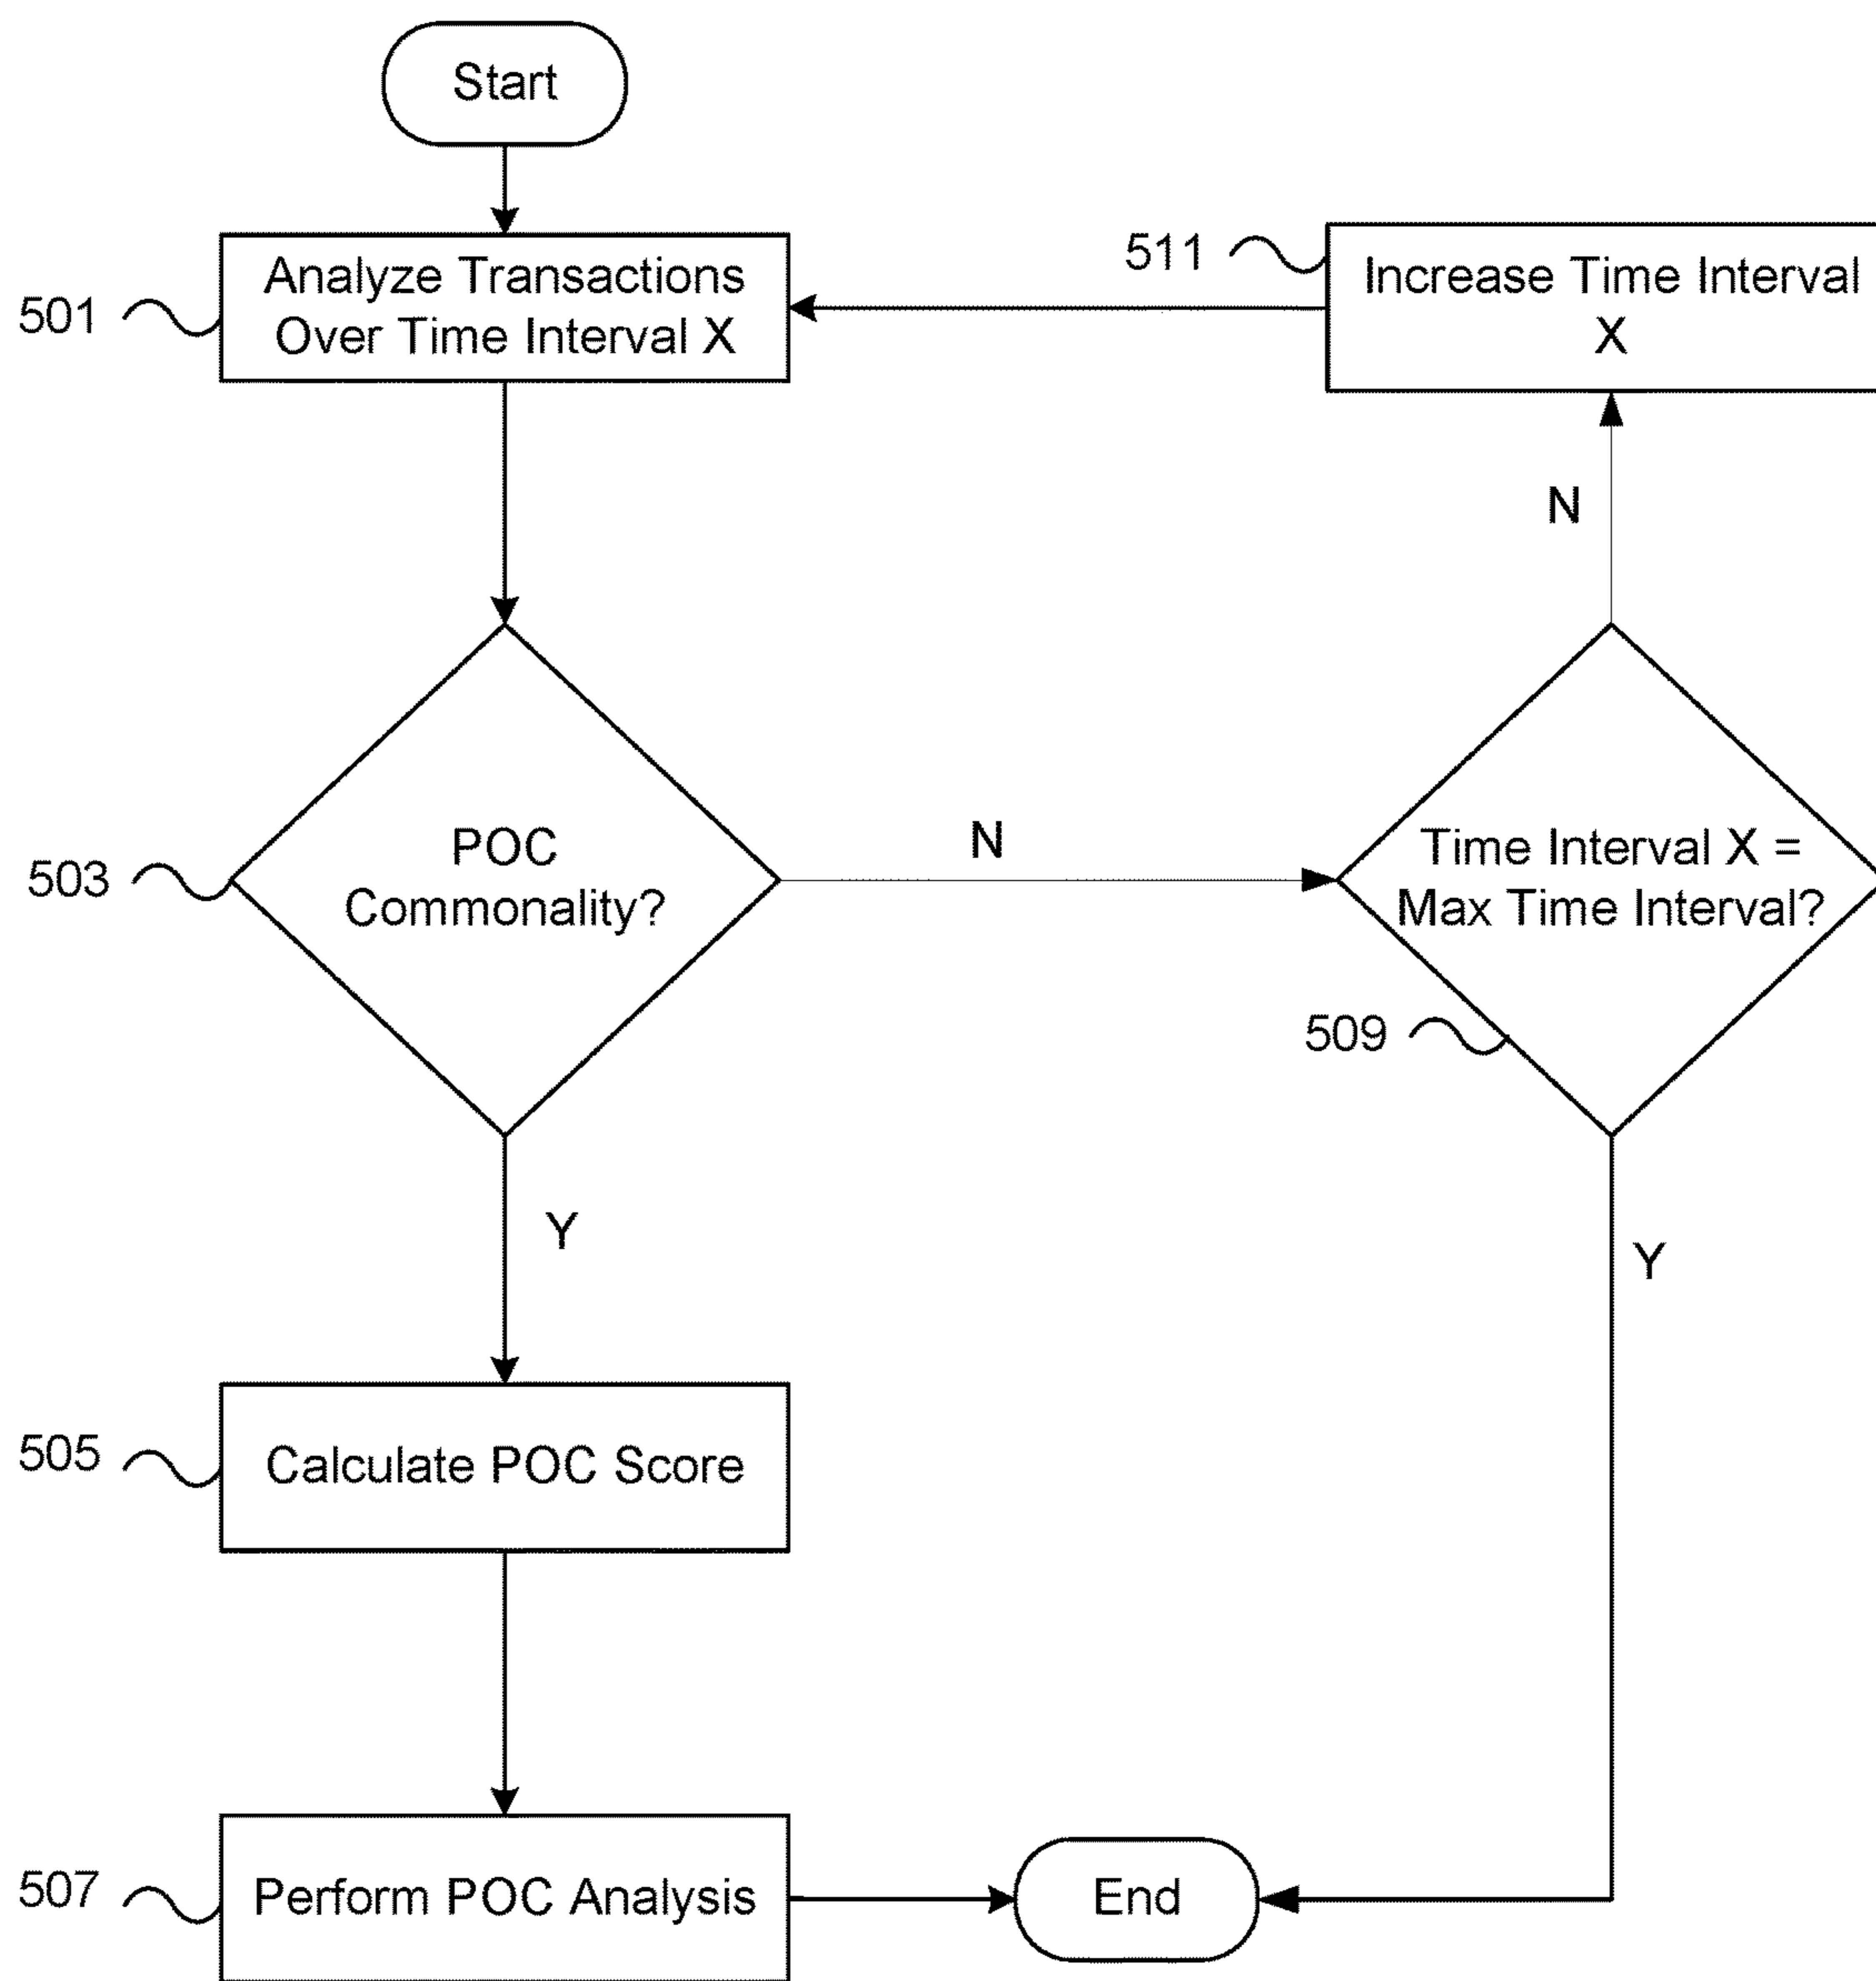 Start
501
Analyze Transactions
Over Time Interval X
511
Increase Time Interval
X
N
503
POC
Commonality?
N
Time Interval X =
Max Time Interval?
509
Y
Y
505
Calculate POC Score
507
Perform POC Analysis
End